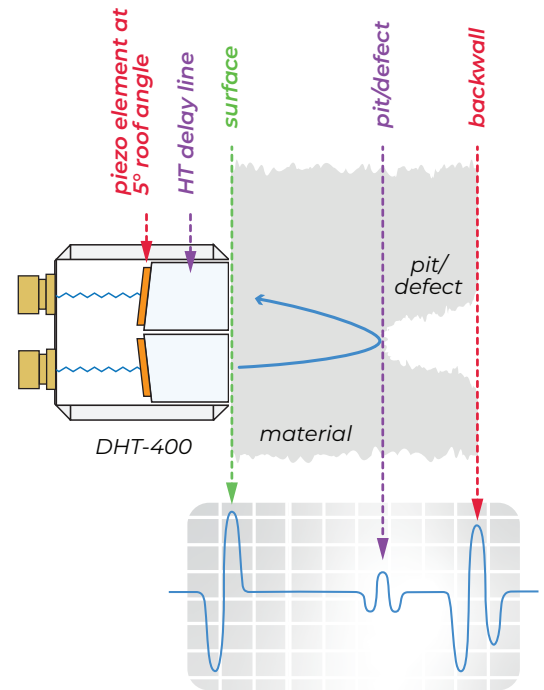 piezo element at
5° roof angle
HT delay line
surface
pit/defect
backwall
pit/
defect
material
DHT-400